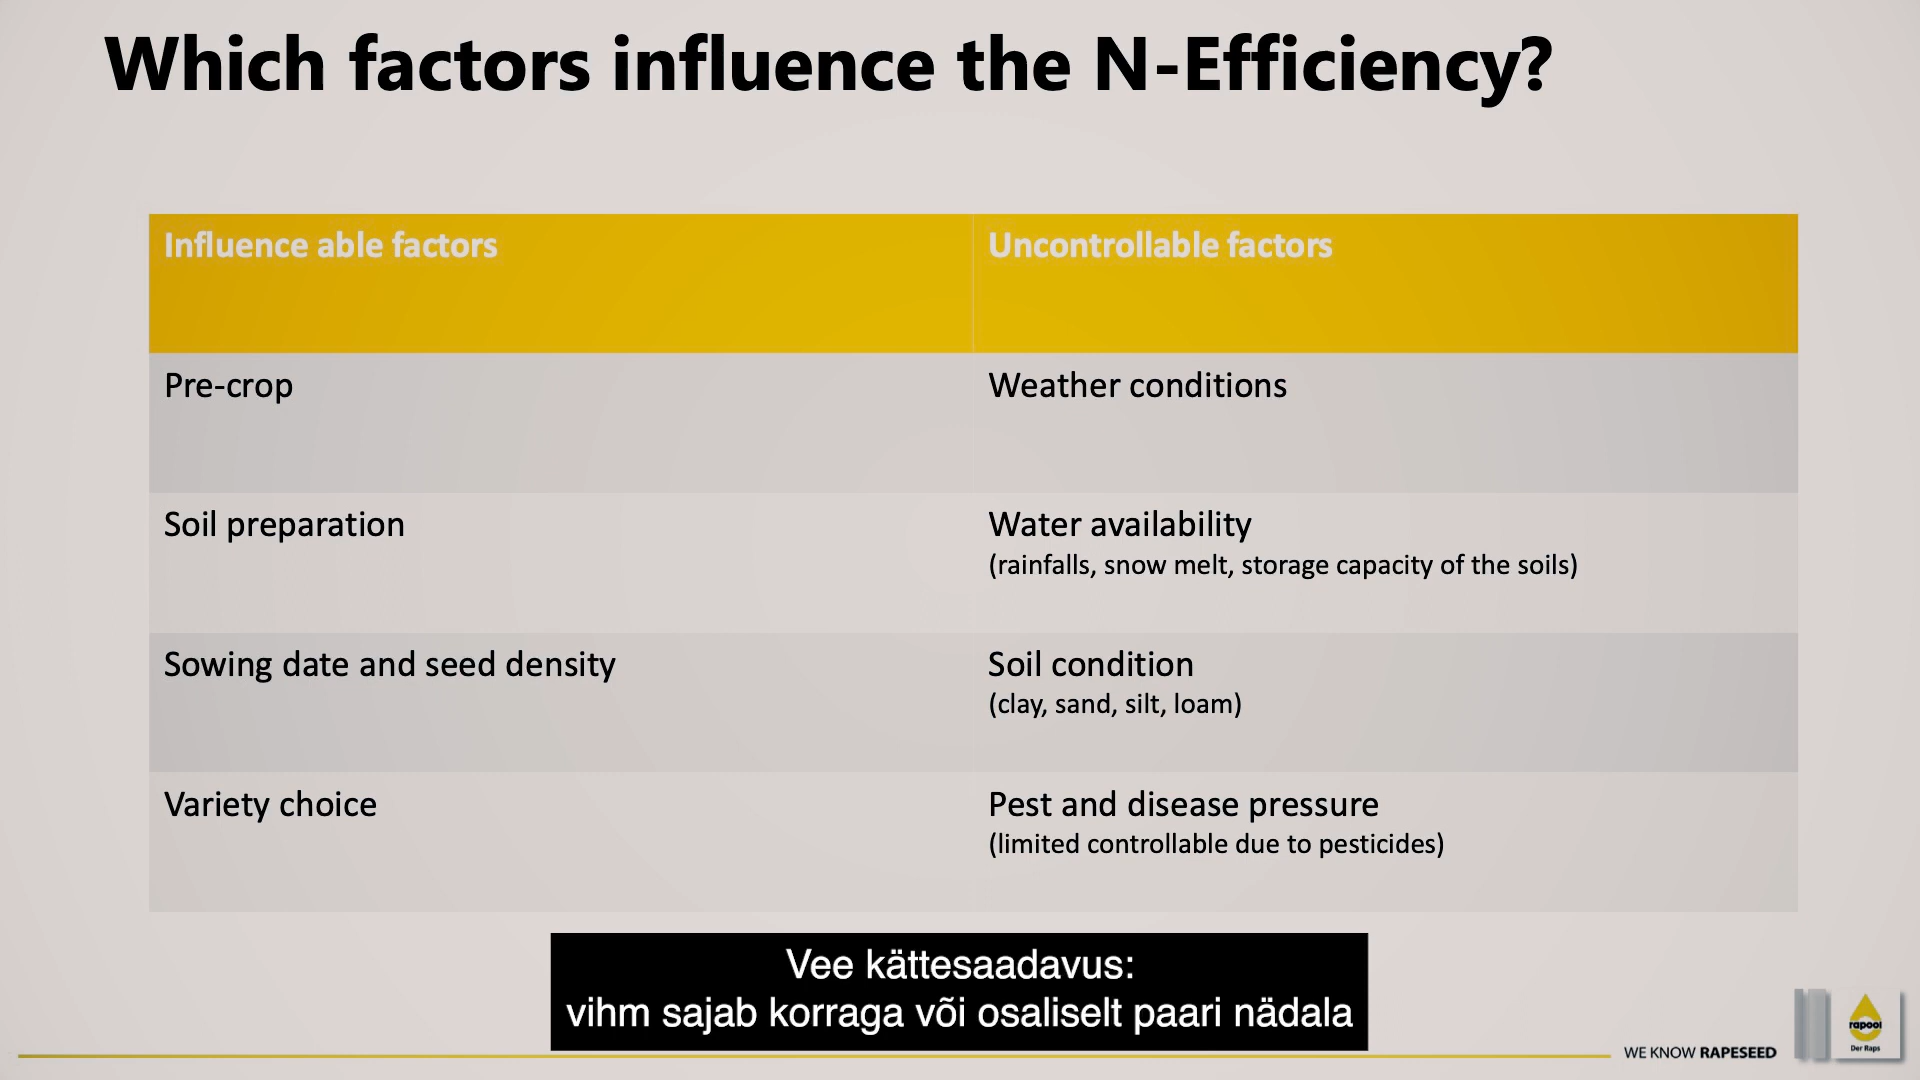 Which factors influence the N-Efficiency?
Influence able factors
Uncontrollable factors
Pre-crop
Weather conditions
Soil preparation
Water availability
(rainfalls, snow melt, storage capacity of the soils)
Sowing date and seed density
Soil condition
(clay, sand, silt, loam)
Variety choice
Pest and disease pressure
(limited controllable due to pesticides)
Vee kättesaadavus:
vihm sajab korraga või osaliselt paari nädala
WE KNOW RAPESEED
rapool
Der Raps